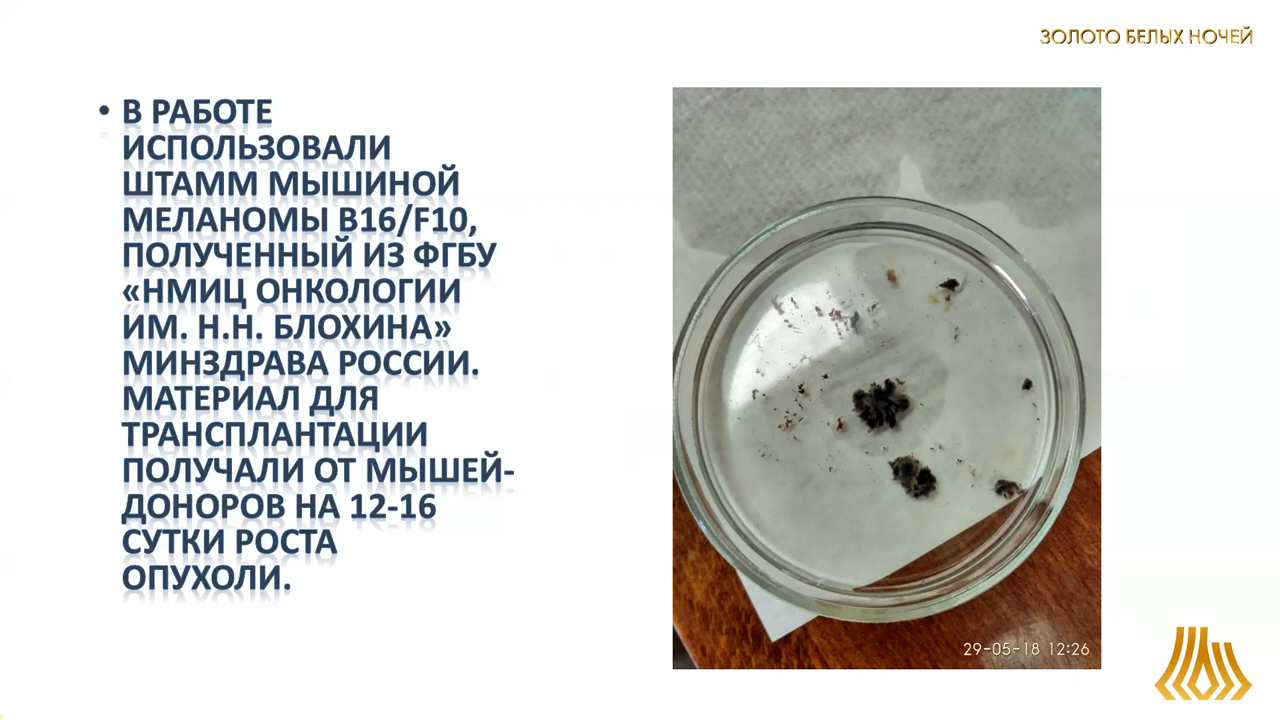 ЗОЛОТО БЕЛЫХ НОЧЕЙ
• В РАБОТЕ
ИСПОЛЬЗОВАЛИ
ШТАММ МЫШИНОЙ
МЕЛАНОМЫ B16/F10,
ПОЛУЧЕННЫЙ ИЗ ФГБУ
«НМИЦ ОНКОЛОГИИ
ИМ. Н.Н. БЛОХИНА»
МИНЗДРАВА РОССИИ.
МАТЕРИАЛ ДЛЯ
ТРАНСПЛАНТАЦИИ
ПОЛУЧАЛИ ОТ МЫШЕЙ-
ДОНОРОВ НА 12-16
СУТКИ РОСТА
ОПУХОЛИ.
29-05-18 12:26